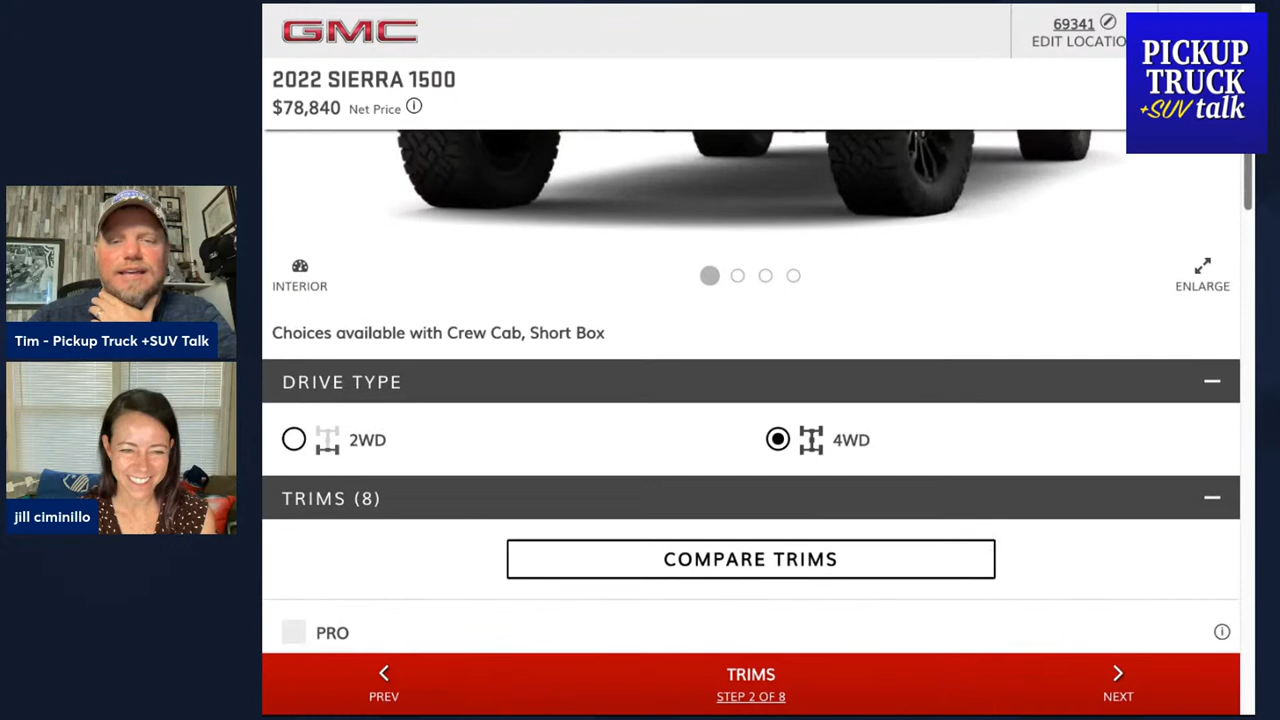 GMC
69341
EDIT LOCATIO
PICKUP
TRUCK
+SUV talk
2022 SIERRA 1500
$78,840 Net Price
INTERIOR
ENLARGE
Choices available with Crew Cab, Short Box
DRIVE TYPE
2WD
4WD
TRIMS (8)
COMPARE TRIMS
PRO
PREV
TRIMS
STEP 2 OF 8
NEXT
Tim - Pickup Truck +SUV Talk
jill ciminillo